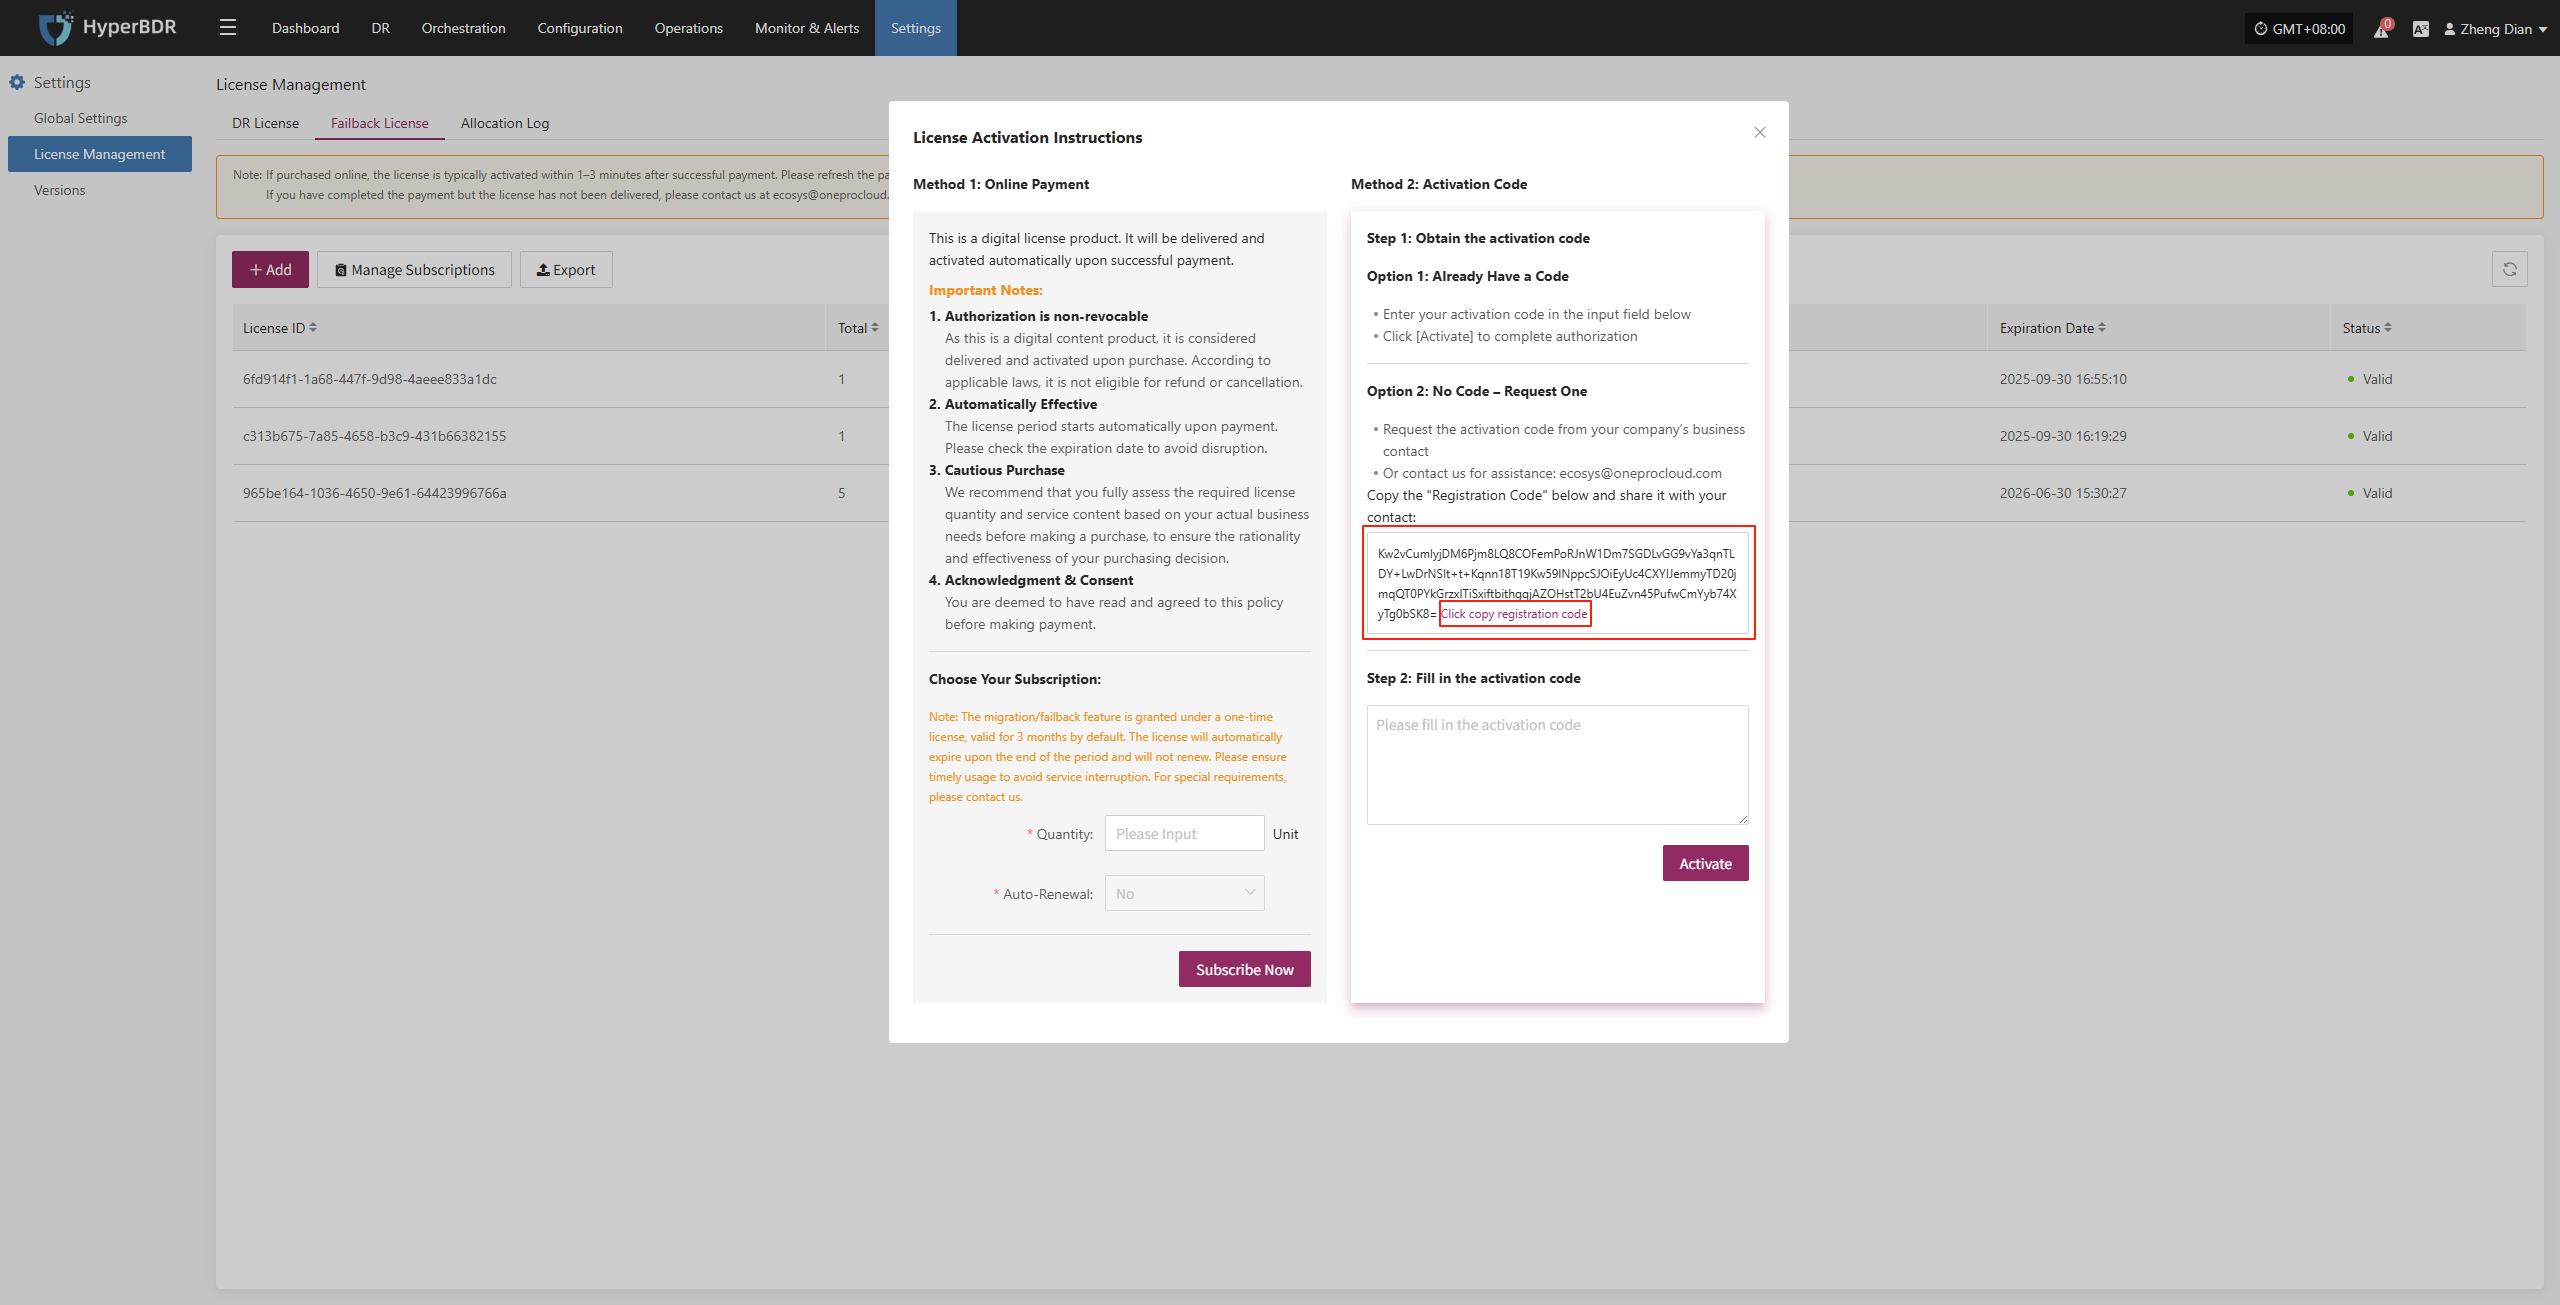 HyperBDR
Dashboard
DR
Orchestration
Configuration
Operations
Monitor & Alerts
Settings
GMT+08:00
0
Zheng Dian
Settings
Global Settings
License Management
Versions
License Management
DR License
Failback License
Allocation Log
Note: If purchased online, the license is typically activated within 1–3 minutes after successful payment. Please refresh the pa
If you have completed the payment but the license has not been delivered, please contact us at ecosys@oneprocloud.
Add
Manage Subscriptions
Export
License ID
Total
Expiration Date
Status
6fd914f1-1a68-447f-9d98-4aeee833a1dc
1
2025-09-30 16:55:10
Valid
c313b675-7a85-4658-b3c9-431b66382155
1
2025-09-30 16:19:29
Valid
965be164-1036-4650-9e61-64423996766a
5
2026-06-30 15:30:27
Valid
License Activation Instructions
Method 1: Online Payment
This is a digital license product. It will be delivered and
activated automatically upon successful payment.
Important Notes:
1. Authorization is non-revocable
As this is a digital content product, it is considered
delivered and activated upon purchase. According to
applicable laws, it is not eligible for refund or cancellation.
2. Automatically Effective
The license period starts automatically upon payment.
Please check the expiration date to avoid disruption.
3. Cautious Purchase
We recommend that you fully assess the required license
quantity and service content based on your actual business
needs before making a purchase, to ensure the rationality
and effectiveness of your purchasing decision.
4. Acknowledgment & Consent
You are deemed to have read and agreed to this policy
before making payment.
Choose Your Subscription:
Note: The migration/failback feature is granted under a one-time
license, valid for 3 months by default. The license will automatically
expire upon the end of the period and will not renew. Please ensure
timely usage to avoid service interruption. For special requirements,
please contact us.
* Quantity:
Please Input
Unit
* Auto-Renewal:
No
Subscribe Now
Method 2: Activation Code
Step 1: Obtain the activation code
Option 1: Already Have a Code
• Enter your activation code in the input field below
• Click [Activate] to complete authorization
Option 2: No Code – Request One
• Request the activation code from your company’s business
contact
• Or contact us for assistance: ecosys@oneprocloud.com
Copy the "Registration Code" below and share it with your
contact:
Kw2vCumIyjDM6Pjm8LQ8COFemPoRJnW1Dm7SGDLvGG9vYa3qnTL
DY+LwDrNSIt+t+Kqnn18T19Kw59INppcSJOiEyUc4CXYIJemmyTD20j
mqQT0PYkGrzxITiSxiftbithgqjAZOHstT2bU4EuZvn45PufwCmYyb74X
yTg0bSK8= Click copy registration code
Step 2: Fill in the activation code
Please fill in the activation code
Activate